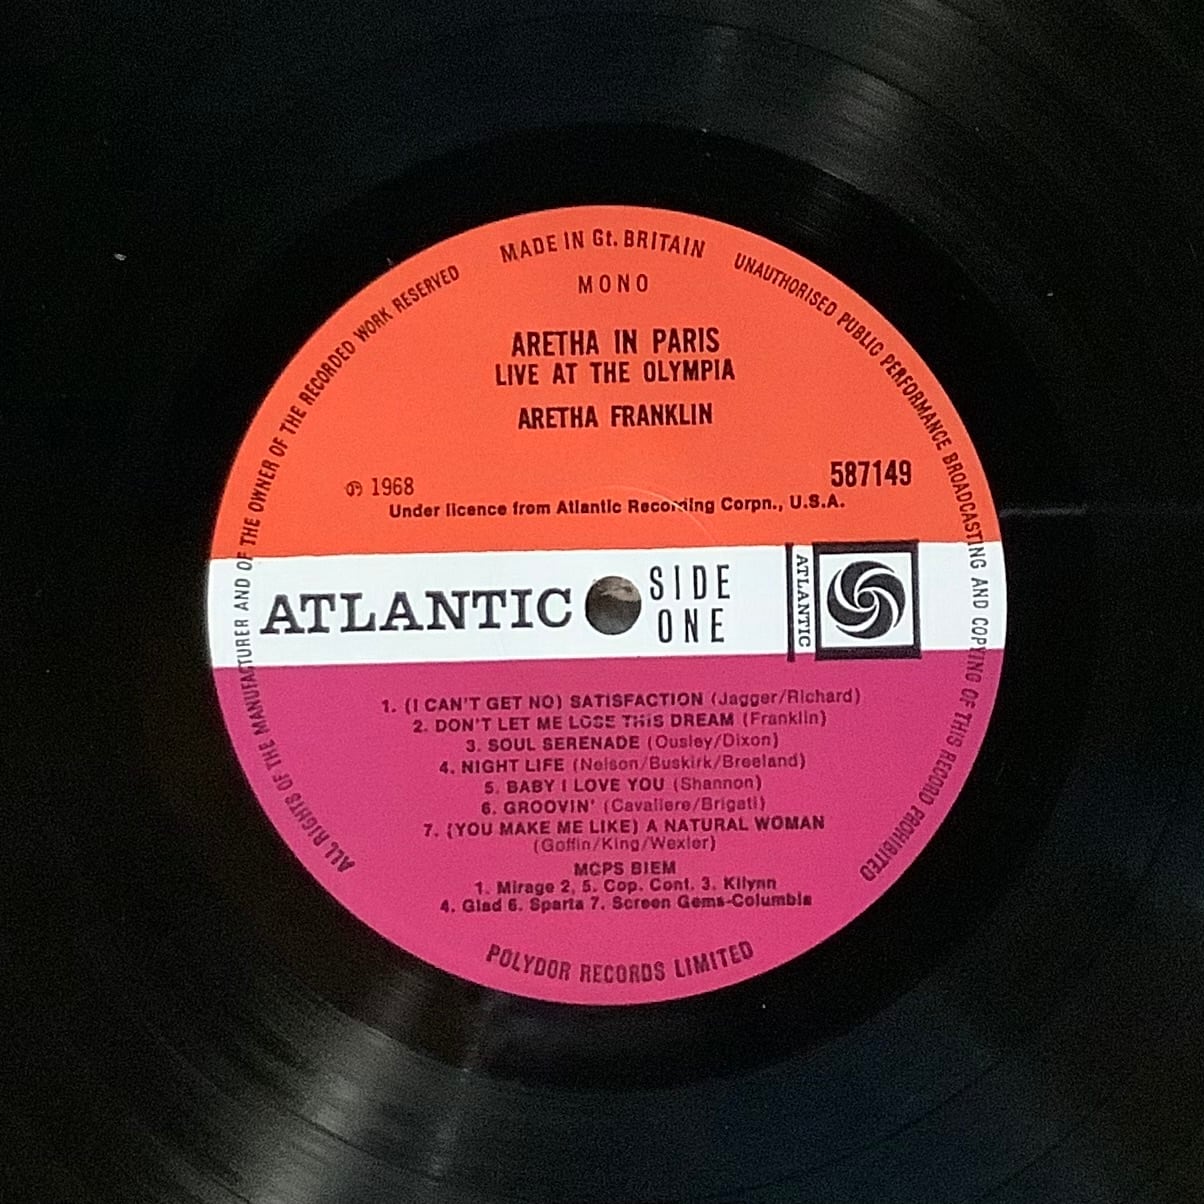 MADE IN Gt. BRITAIN
ALL RIGHTS OF THE MANUFACTURER AND OF THE OWNER OF THE RECORDED WORK RESERVED
UNAUTHORISED PUBLIC PERFORMANCE BROADCASTING AND COPYING OF THIS RECORD PROHIBITED
MONO
ARETHA IN PARIS
LIVE AT THE OLYMPIA
ARETHA FRANKLIN
℗ 1968
587149
Under licence from Atlantic Recording Corpn., U.S.A.
ATLANTIC
SIDE
ONE
ATLANTIC
1. (I CAN'T GET NO) SATISFACTION (Jagger/Richard)
2. DON'T LET ME LOSE THIS DREAM (Franklin)
3. SOUL SERENADE (Ousley/Dixon)
4. NIGHT LIFE (Nelson/Buskirk/Breeland)
5. BABY I LOVE YOU (Shannon)
6. GROOVIN' (Cavaliere/Brigati)
7. (YOU MAKE ME LIKE) A NATURAL WOMAN
(Goffin/King/Wexler)
MCPS BIEM
1. Mirage 2, 5. Cop. Cont. 3. Kilynn
4. Glad 6. Sparta 7. Screen Gems-Columbia
POLYDOR RECORDS LIMITED